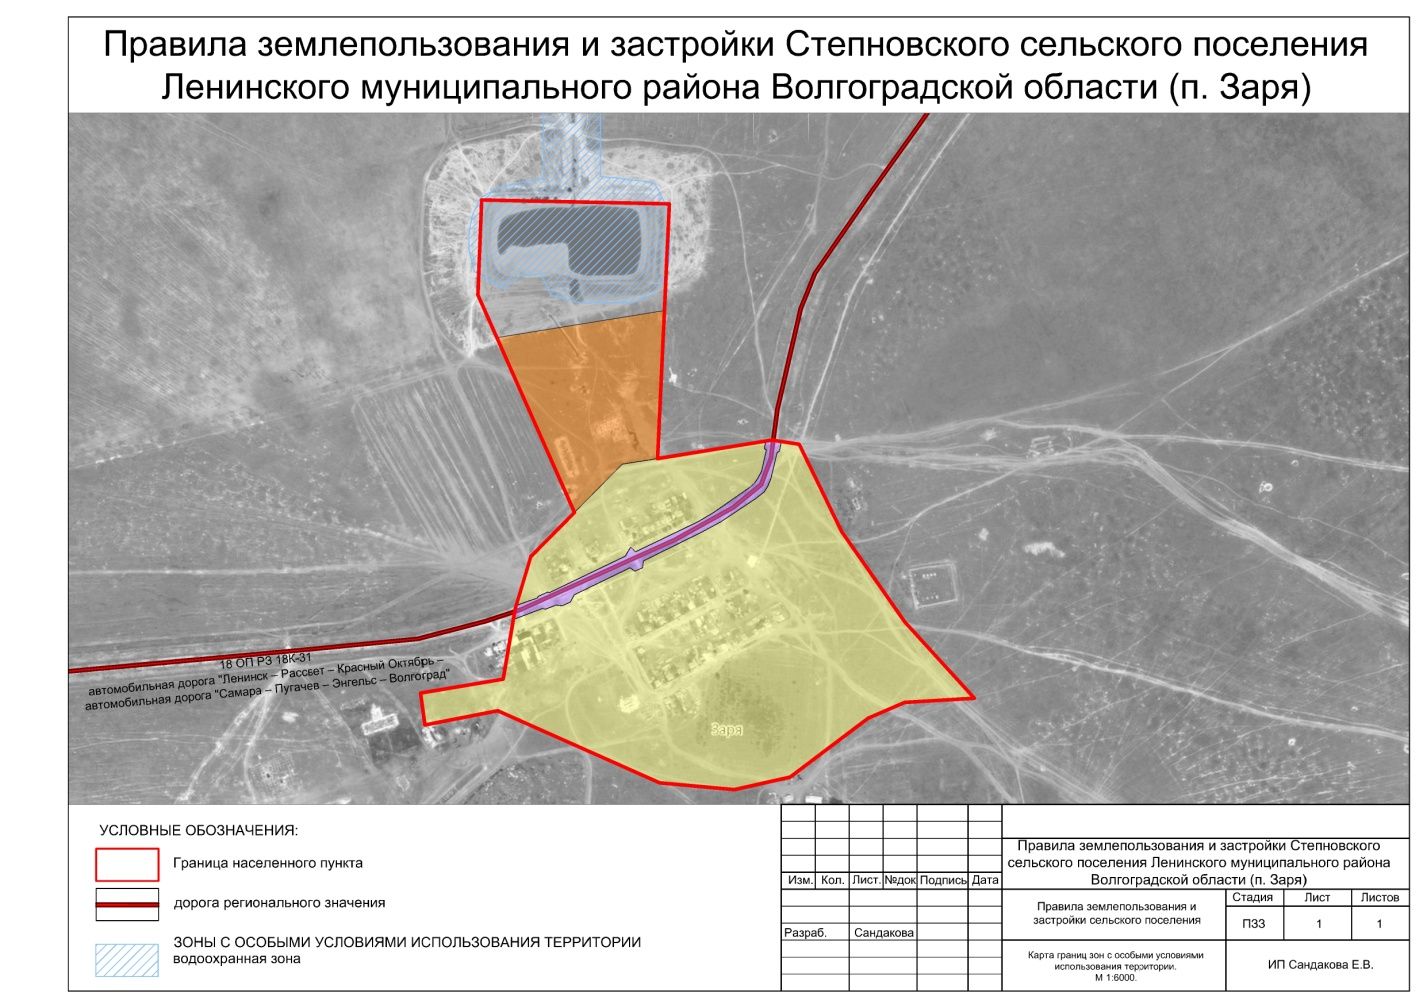 Правила землепользования и застройки Степновского сельского поселения
Ленинского муниципального района Волгоградской области (п. Заря)
18 ОП РЗ 18К-31
автомобильная дорога "Ленинск – Рассвет – Красный Октябрь –
автомобильная дорога "Самара – Пугачев – Энгельс – Волгоград"
Заря
УСЛОВНЫЕ ОБОЗНАЧЕНИЯ:
Граница населенного пункта
дорога регионального значения
ЗОНЫ С ОСОБЫМИ УСЛОВИЯМИ ИСПОЛЬЗОВАНИЯ ТЕРРИТОРИИ
водоохранная зона
Изм. Кол. Лист. №док Подпись Дата
Разраб. Сандакова
Правила землепользования и застройки Степновского
сельского поселения Ленинского муниципального района
Волгоградской области (п. Заря)
Правила землепользования и
застройки сельского поселения
Стадия Лист Листов
ПЗЗ 1 1
Карта границ зон с особыми условиями
использования территории.
М 1:6000.
ИП Сандакова Е.В.